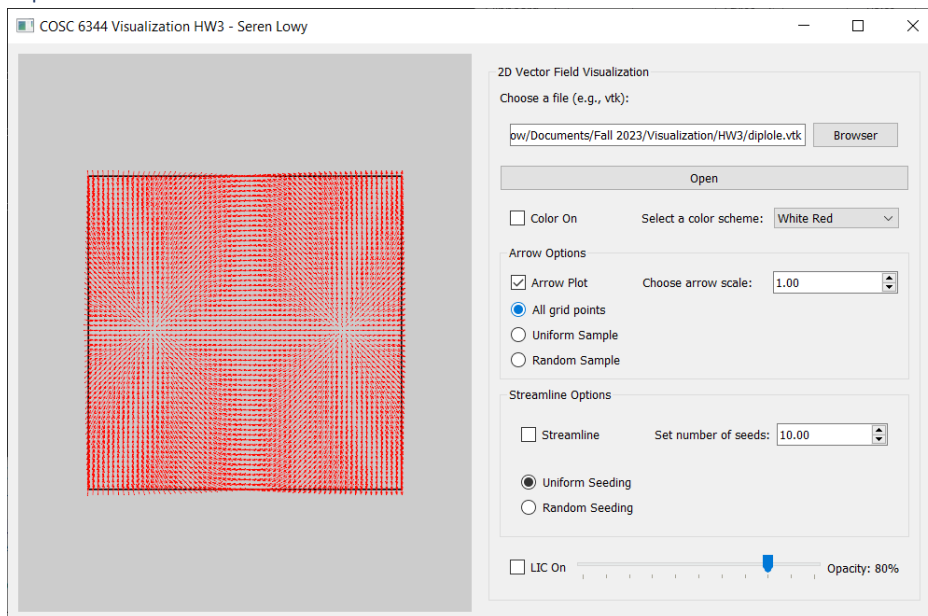 COSC 6344 Visualization HW3 - Seren Lowy
2D Vector Field Visualization
Choose a file (e.g., vtk):
ow/Documents/Fall 2023/Visualization/HW3/diplole.vtk Browser
Open
Color On Select a color scheme: White Red
Arrow Options
Arrow Plot Choose arrow scale: 1.00
All grid points
Uniform Sample
Random Sample
Streamline Options
Streamline Set number of seeds: 10.00
Uniform Seeding
Random Seeding
LIC On Opacity: 80%